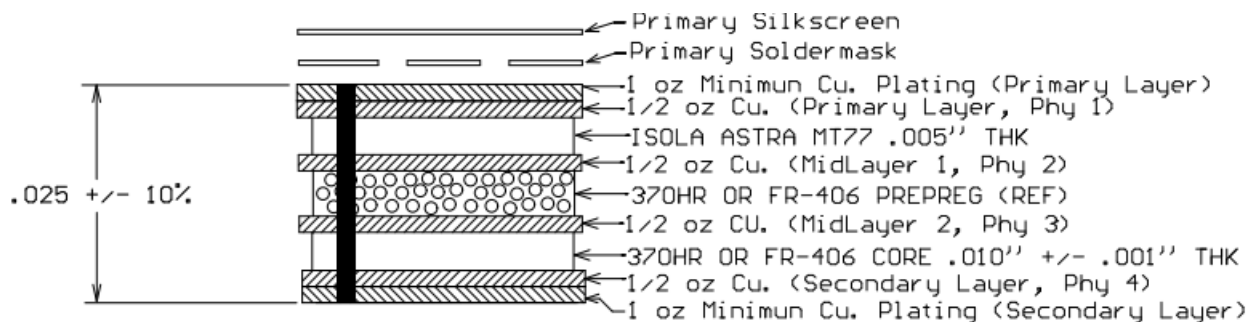 Primary Silkscreen
Primary Soldermask
1 oz Minimun Cu. Plating (Primary Layer)
1/2 oz Cu. (Primary Layer, Phy 1)
ISOLA ASTRA MT77 .005'' THK
1/2 oz Cu. (MidLayer 1, Phy 2)
.025 +/- 10%
370HR OR FR-406 PREPREG (REF)
1/2 oz CU. (MidLayer 2, Phy 3)
370HR OR FR-406 CORE .010'' +/- .001'' THK
1/2 oz Cu. (Secondary Layer, Phy 4)
1 oz Minimun Cu. Plating (Secondary Layer)